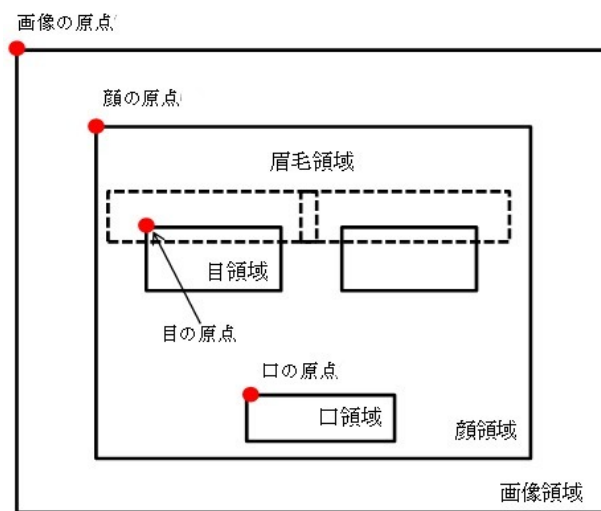 画像の原点
顔の原点
眉毛領域
目領域
目の原点
口の原点
口領域
顔領域
画像領域